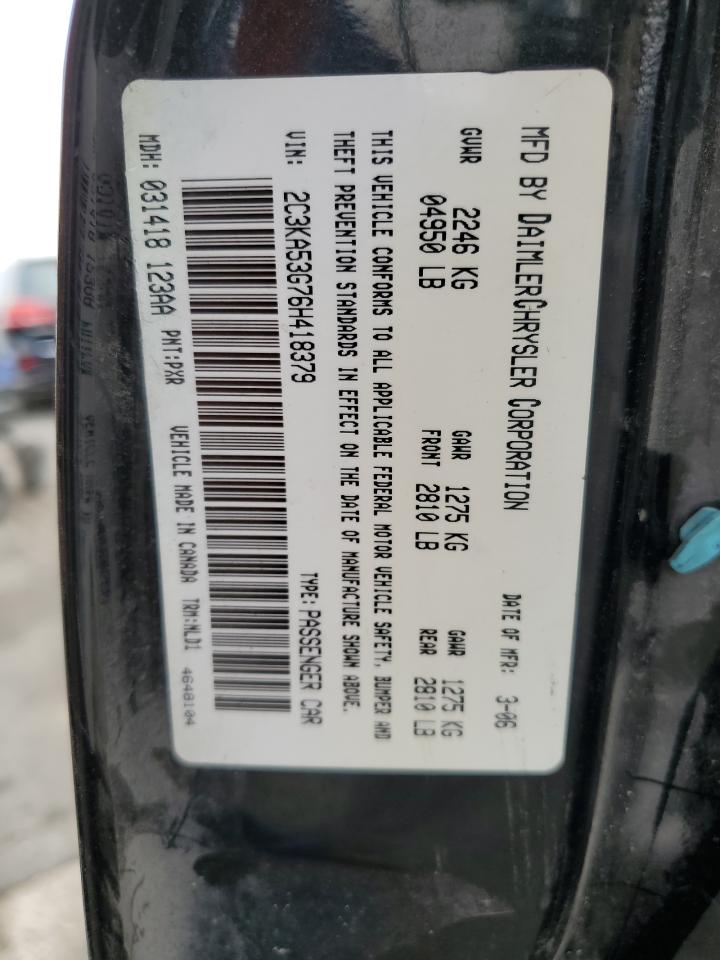 MFD BY DAIMLERCHRYSLER CORPORATION
DATE OF MFR: 3-06
GVWR 2246 KG
04950 LB
GAWR 1275 KG
FRONT 2810 LB
GAWR 1275 KG
REAR 2810 LB
THIS VEHICLE CONFORMS TO ALL APPLICABLE FEDERAL MOTOR VEHICLE SAFETY, BUMPER AND
THEFT PREVENTION STANDARDS IN EFFECT ON THE DATE OF MANUFACTURE SHOWN ABOVE.
VIN: 2C3KA53G76H418379
TYPE: PASSENGER CAR
MDH: 031418 123AA PNT:PXR VEHICLE MADE IN CANADA TRM:NLD1 4648104